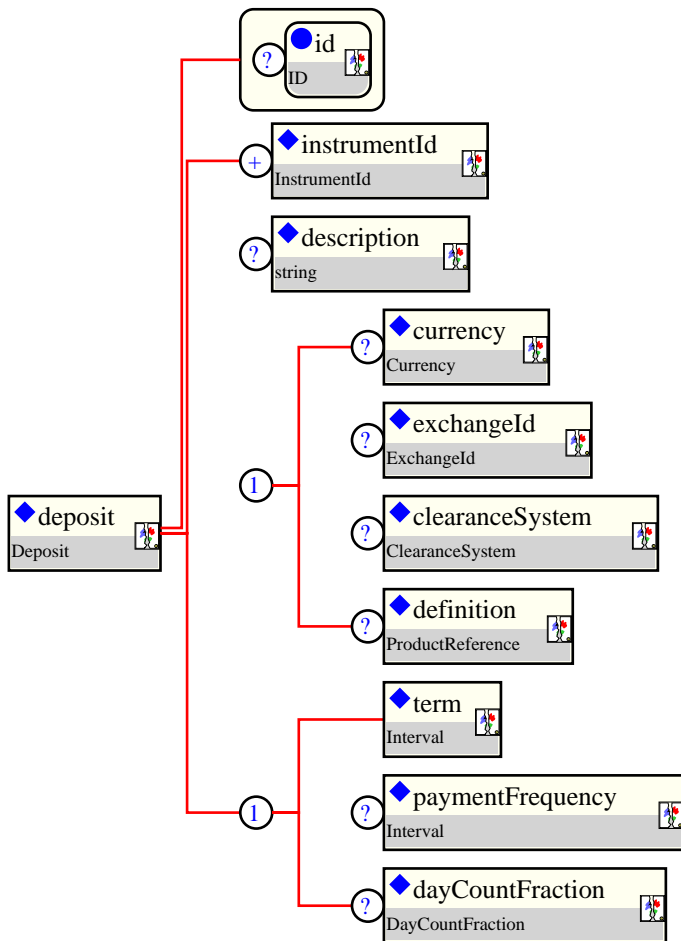 ?
id
ID
+
instrumentId
InstrumentId
?
description
string
?
currency
Currency
?
exchangeId
ExchangeId
1
deposit
Deposit
?
clearanceSystem
ClearanceSystem
?
definition
ProductReference
term
Interval
1
?
paymentFrequency
Interval
?
dayCountFraction
DayCountFraction